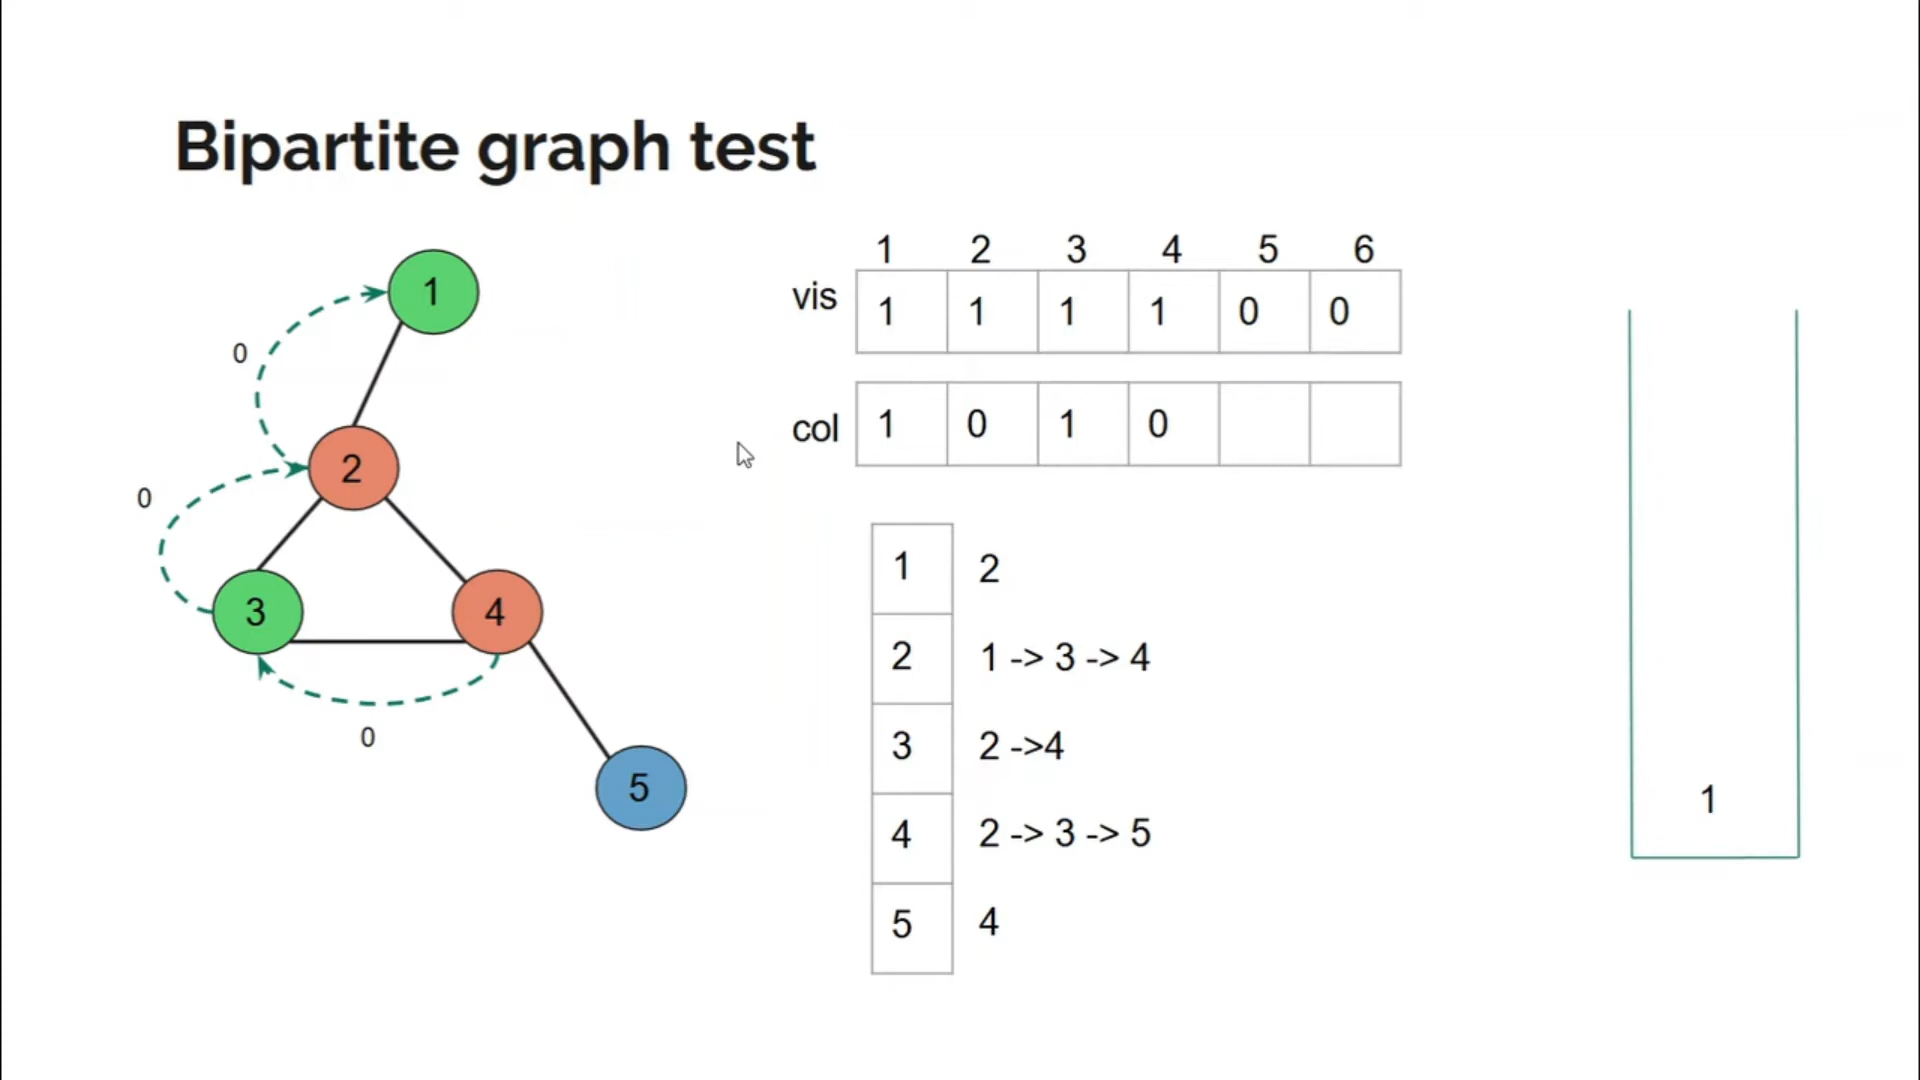 Bipartite graph test
1
0
2
0
3
4
0
5
1 2 3 4 5 6
vis 1 1 1 1 0 0
col 1 0 1 0
1 2
2 1 -> 3 -> 4
3 2 ->4
4 2 -> 3 -> 5
5 4
1